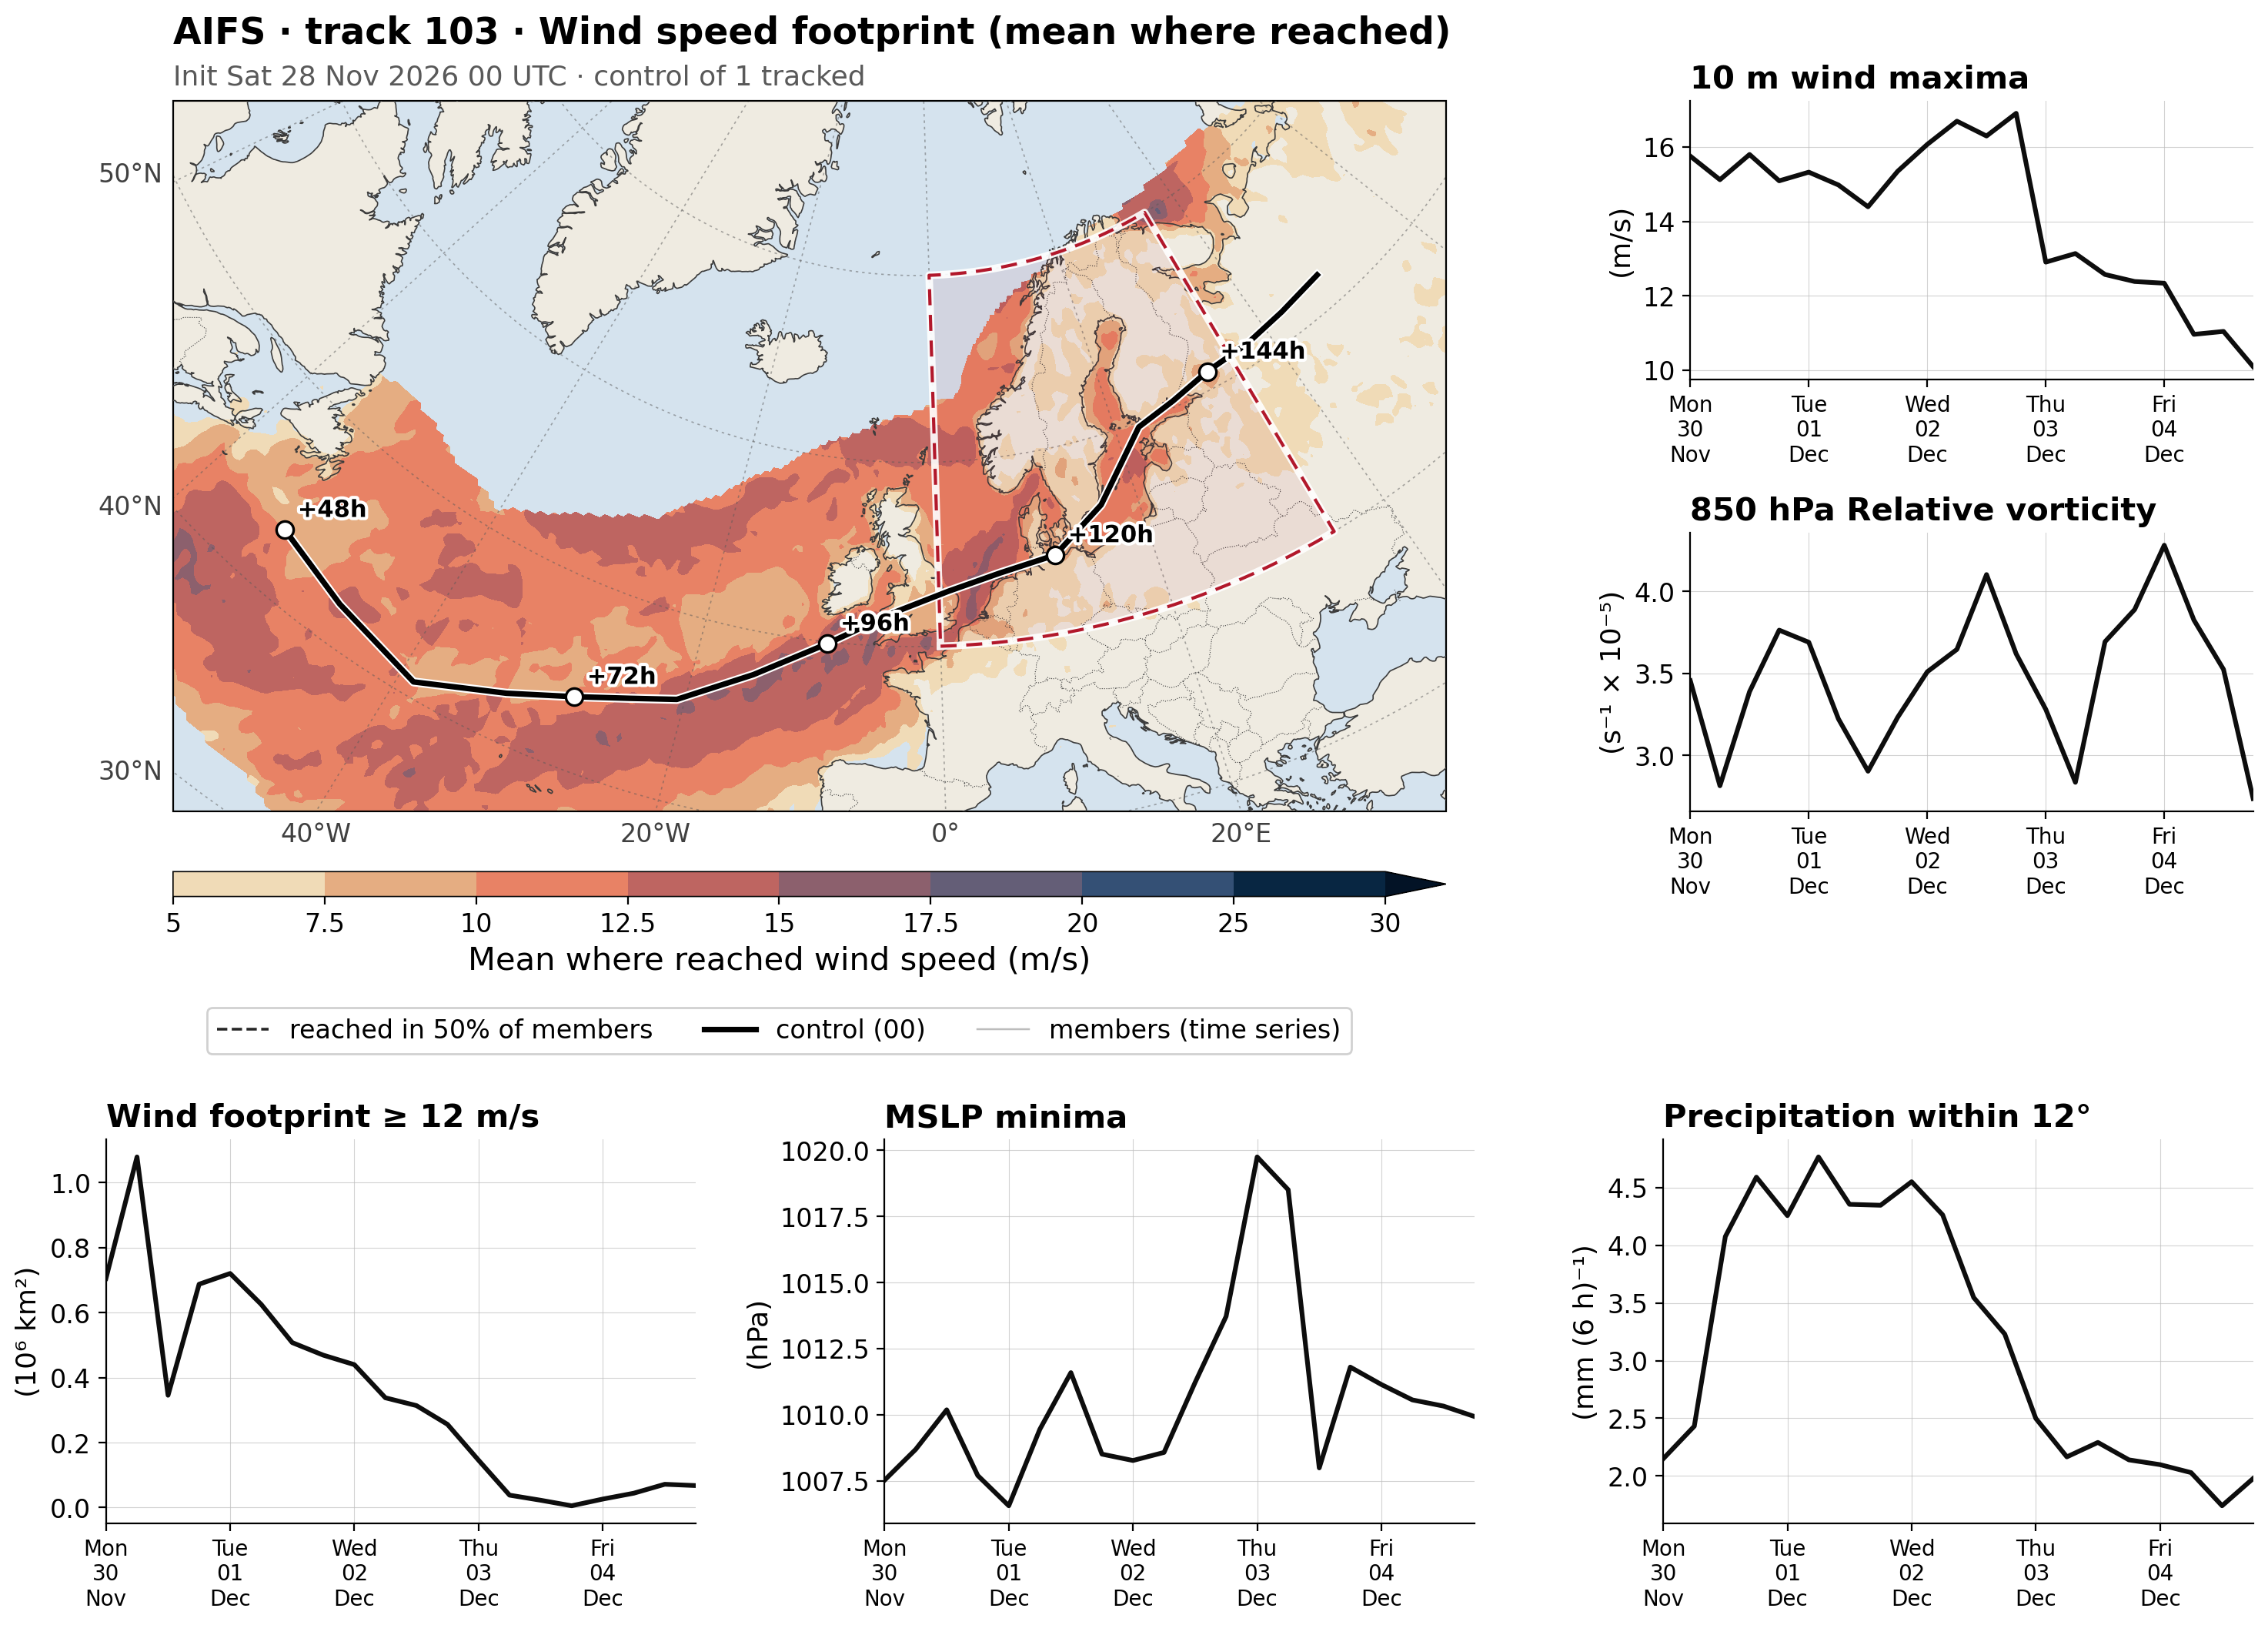 AIFS · track 103 · Wind speed footprint (mean where reached)
Init Sat 28 Nov 2026 00 UTC · control of 1 tracked
50°N
40°N
30°N
40°W
20°W
0°
20°E
+48h
+72h
+96h
+120h
+144h
5
7.5
10
12.5
15
17.5
20
25
30
Mean where reached wind speed (m/s)
reached in 50% of members
control (00)
members (time series)
10 m wind maxima
(m/s)
16
14
12
10
Mon
30
Nov
Tue
01
Dec
Wed
02
Dec
Thu
03
Dec
Fri
04
Dec
850 hPa Relative vorticity
(s⁻¹ × 10⁻⁵)
4.0
3.5
3.0
Mon
30
Nov
Tue
01
Dec
Wed
02
Dec
Thu
03
Dec
Fri
04
Dec
Wind footprint ≥ 12 m/s
(10⁶ km²)
1.0
0.8
0.6
0.4
0.2
0.0
Mon
30
Nov
Tue
01
Dec
Wed
02
Dec
Thu
03
Dec
Fri
04
Dec
MSLP minima
(hPa)
1020.0
1017.5
1015.0
1012.5
1010.0
1007.5
Mon
30
Nov
Tue
01
Dec
Wed
02
Dec
Thu
03
Dec
Fri
04
Dec
Precipitation within 12°
(mm (6 h)⁻¹)
4.5
4.0
3.5
3.0
2.5
2.0
Mon
30
Nov
Tue
01
Dec
Wed
02
Dec
Thu
03
Dec
Fri
04
Dec